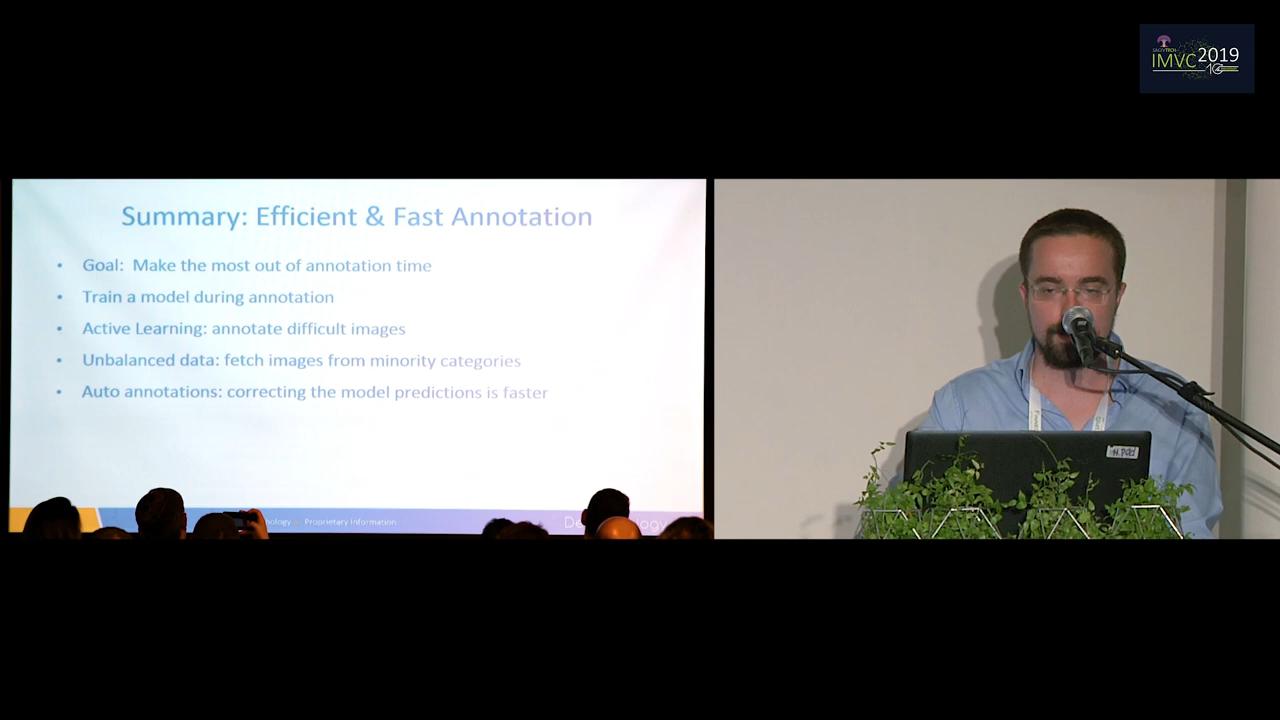 SAGIVTECH
IMVC 2019
Summary: Efficient & Fast Annotation
• Goal: Make the most out of annotation time
• Train a model during annotation
• Active Learning: annotate difficult images
• Unbalanced data: fetch images from minority categories
• Auto annotations: correcting the model predictions is faster
Proprietary Information